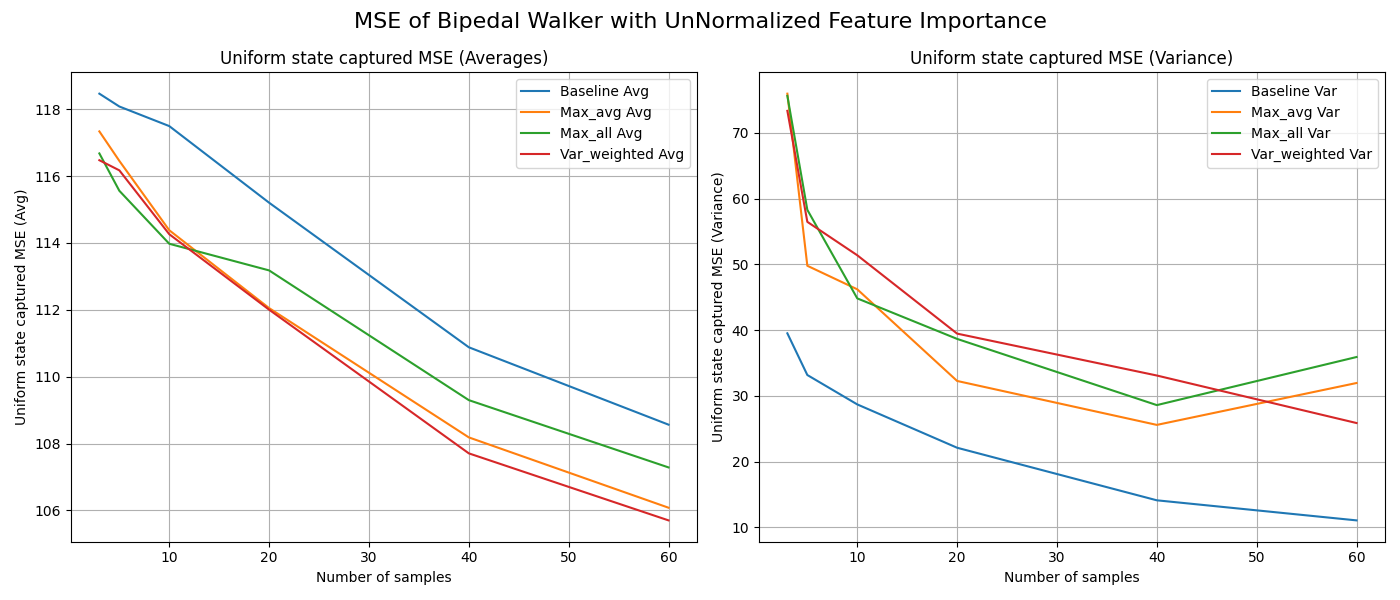 MSE of Bipedal Walker with UnNormalized Feature Importance
Uniform state captured MSE (Averages)
Uniform state captured MSE (Avg)
118
116
114
112
110
108
106
10
20
30
40
50
60
Number of samples
Baseline Avg
Max_avg Avg
Max_all Avg
Var_weighted Avg
Uniform state captured MSE (Variance)
Uniform state captured MSE (Variance)
70
60
50
40
30
20
10
10
20
30
40
50
60
Number of samples
Baseline Var
Max_avg Var
Max_all Var
Var_weighted Var